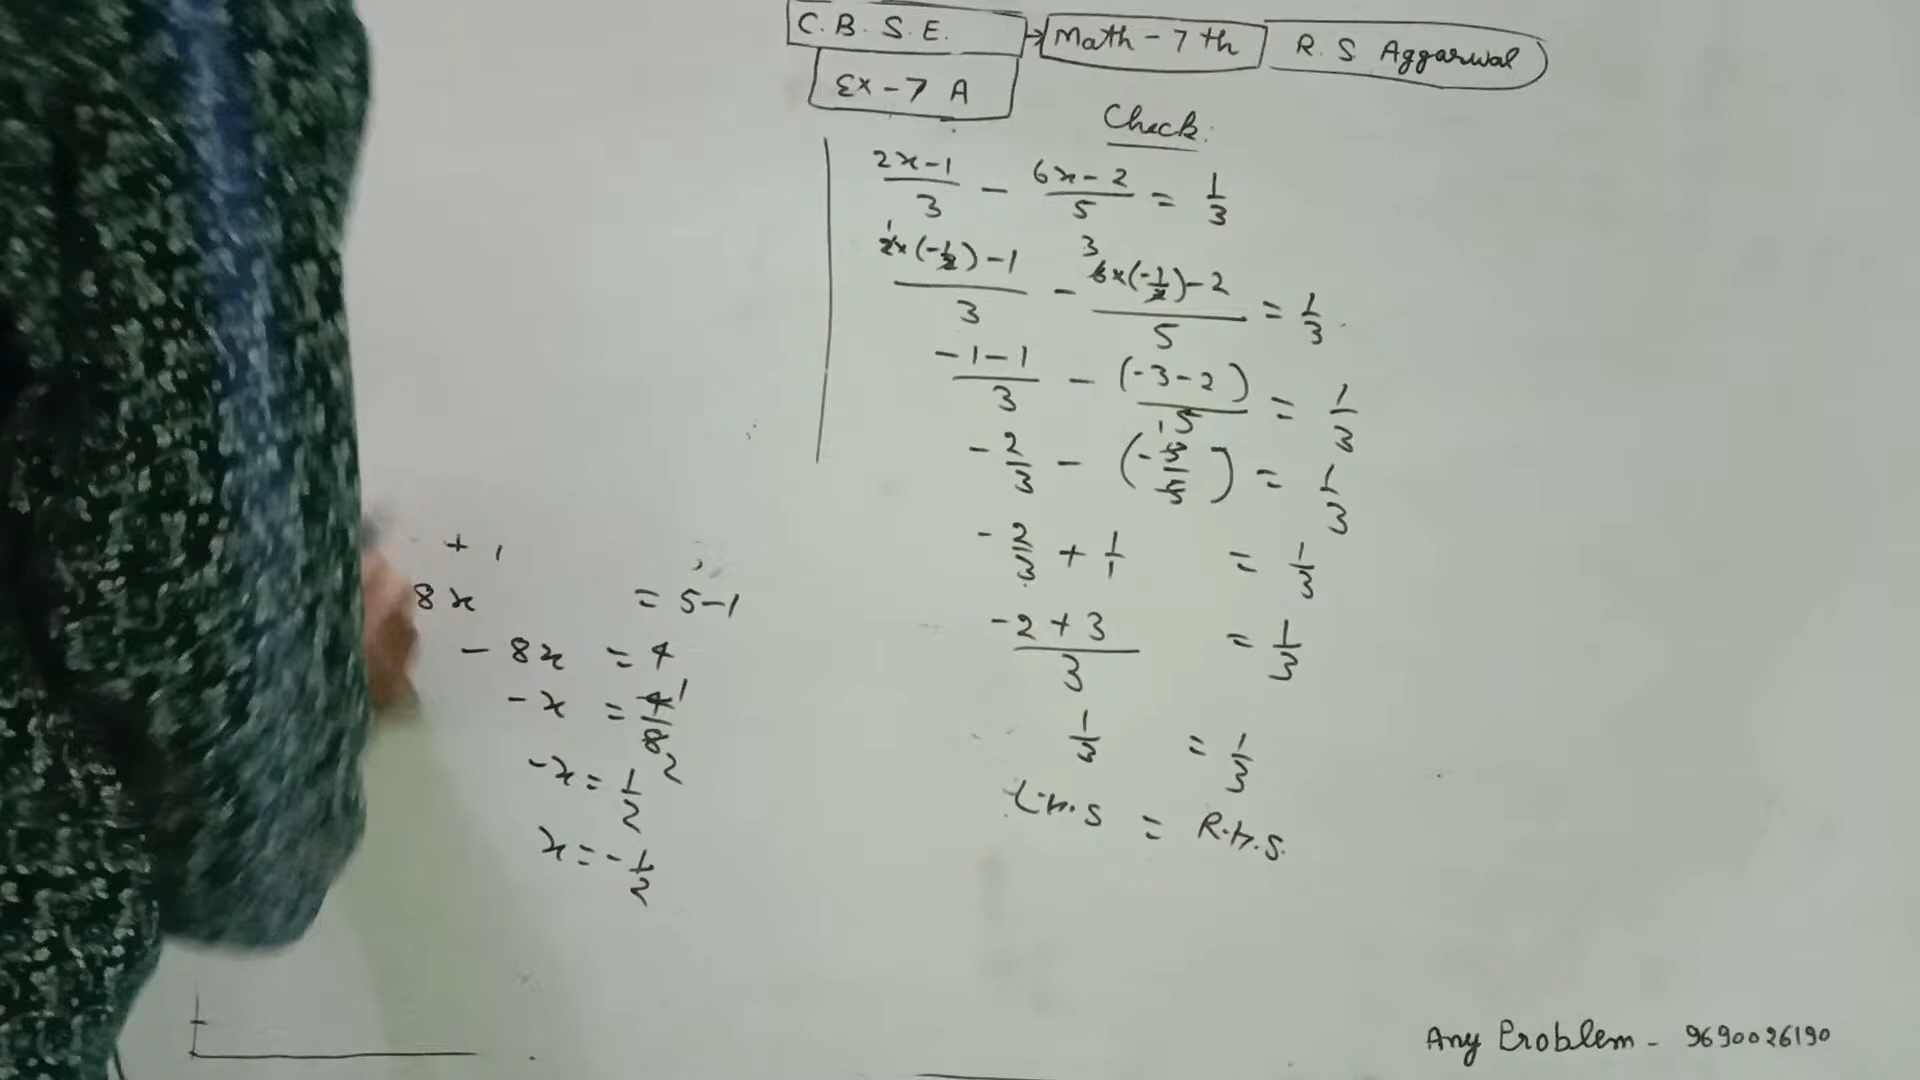 C.B.S.E. → Math - 7th R.S Aggarwal
Ex - 7 A
Check:
(2x-1)/3 - (6x-2)/5 = 1/3
(2x(-1/2)-1)/3 - (6x(-1/2)-2)/5 = 1/3
(-1-1)/3 - (-3-2)/5 = 1/3
-2/3 - (-5/5) = 1/3
-2/3 + 1/1 = 1/3
(-2+3)/3 = 1/3
1/3 = 1/3
L.H.S = R.H.S.
8x = 5-1
-8x = 4
-x = 4/8
-x = 1/2
x = -1/2
Any Problem - 9690026190